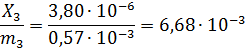 X₃/m₃ = 3,80 · 10⁻⁶ / 0,57 · 10⁻³ = 6,68 · 10⁻³